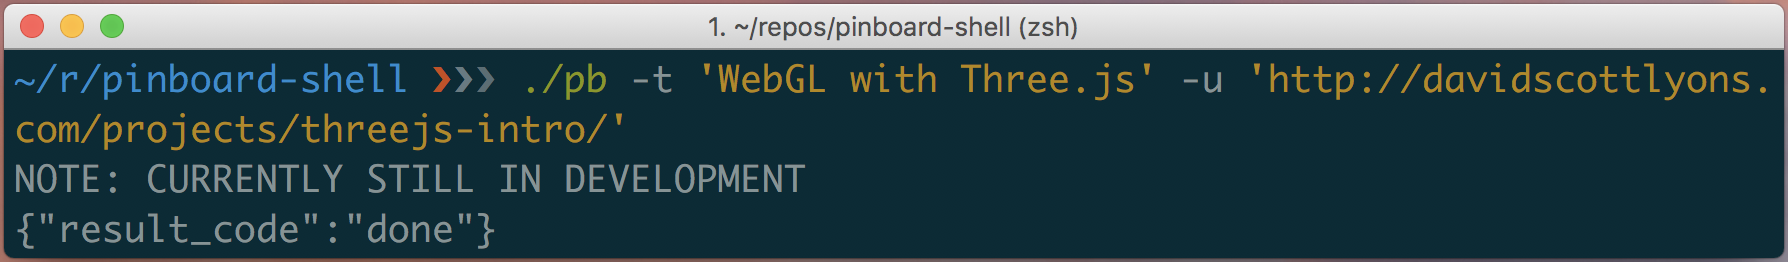 1. ~/repos/pinboard-shell (zsh)
~/r/pinboard-shell ❯❯❯ ./pb -t 'WebGL with Three.js' -u 'http://davidscottlyons.
com/projects/threejs-intro/'
NOTE: CURRENTLY STILL IN DEVELOPMENT
{"result_code":"done"}